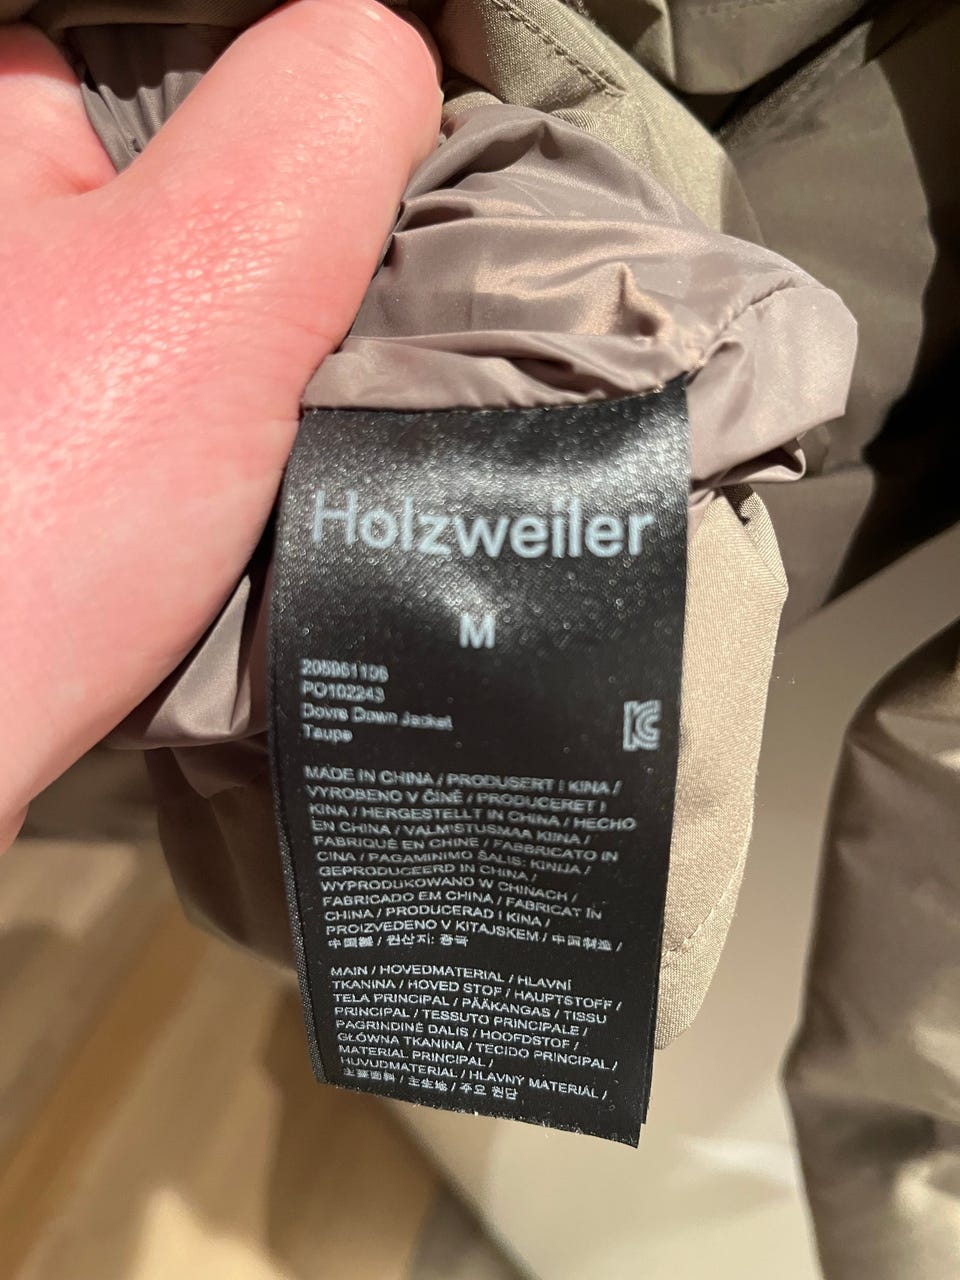 Holzweiler
M
205961106
PO102243
Dovre Down Jacket
Taupe
KC
MADE IN CHINA / PRODUSERT I KINA /
VYROBENO V ČÍNĚ / PRODUCERET I
KINA / HERGESTELLT IN CHINA / HECHO
EN CHINA / VALMISTUSMAA KIINA /
FABRIQUÉ EN CHINE / FABBRICATO IN
CINA / PAGAMINIMO ŠALIS: KINIJA /
GEPRODUCEERD IN CHINA /
WYPRODUKOWANO W CHINACH /
FABRICADO EM CHINA / FABRICAT ÎN
CHINA / PRODUCERAD I KINA /
PROIZVEDENO V KITAJSKEM / 中国製造 /
中国製 / 원산지: 중국
MAIN / HOVEDMATERIAL / HLAVNÍ
TKANINA / HOVED STOF / HAUPTSTOFF /
TELA PRINCIPAL / PÄÄKANGAS / TISSU
PRINCIPAL / TESSUTO PRINCIPALE /
PAGRINDINĖ DALIS / HOOFDSTOF /
GŁÓWNA TKANINA / TECIDO PRINCIPAL /
MATERIAL PRINCIPAL /
HUVUDMATERIAL / HLAVNÝ MATERIÁL /
主要面料 / 主生地 / 주요 원단